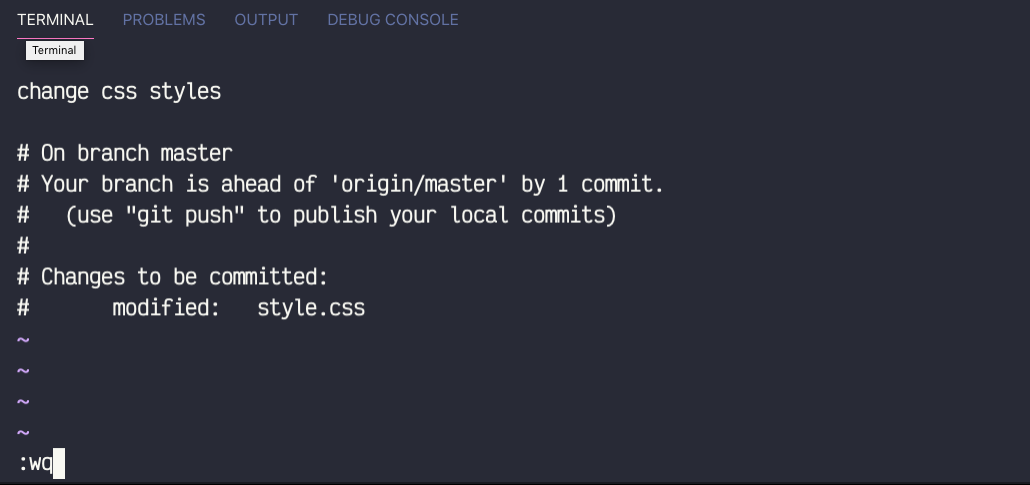 TERMINAL PROBLEMS OUTPUT DEBUG CONSOLE
Terminal
change css styles
# On branch master
# Your branch is ahead of 'origin/master' by 1 commit.
#   (use "git push" to publish your local commits)
#
# Changes to be committed:
#       modified:   style.css
~
~
~
~
:wq